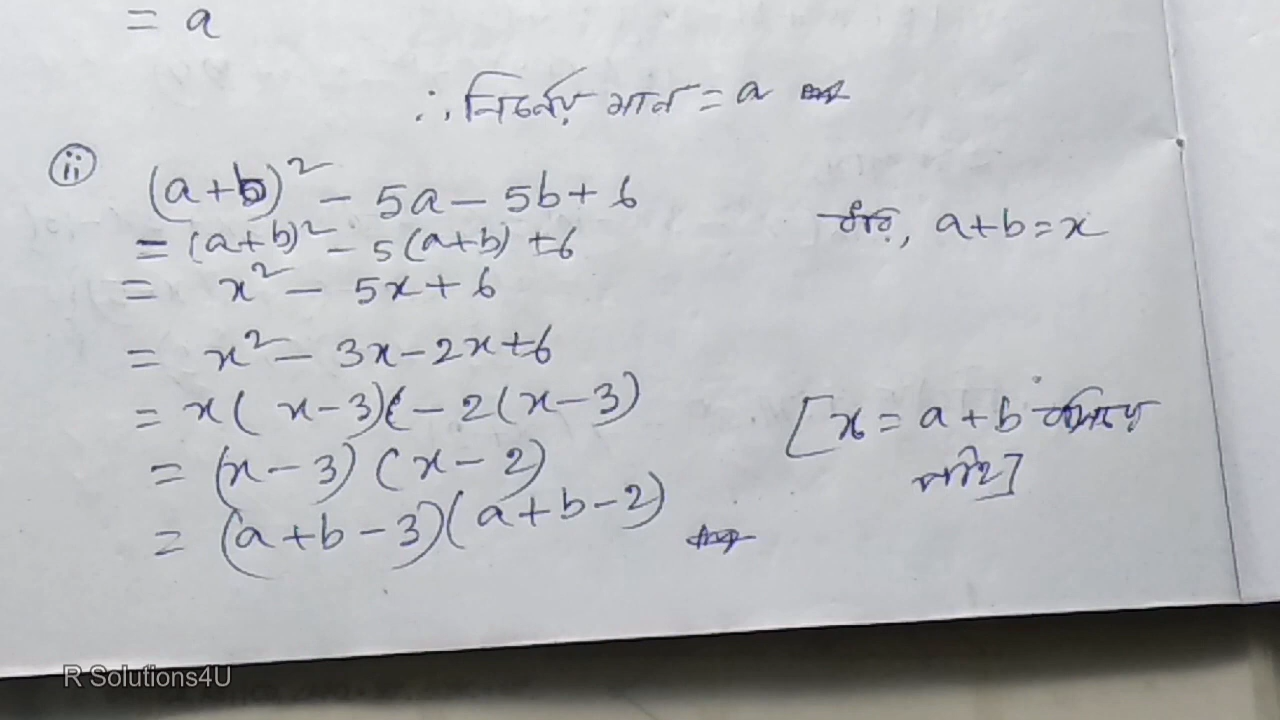 = a
∴ নির্ণেয় মান = a
(ii) (a+b)² - 5a - 5b + 6
= (a+b)² - 5(a+b) + 6 ধরি, a+b = x
= x² - 5x + 6
= x² - 3x - 2x + 6
= x(x-3) - 2(x-3)
= (x-3)(x-2) [x = a+b বসিয়ে পাই]
= (a+b-3)(a+b-2)
R Solutions4U